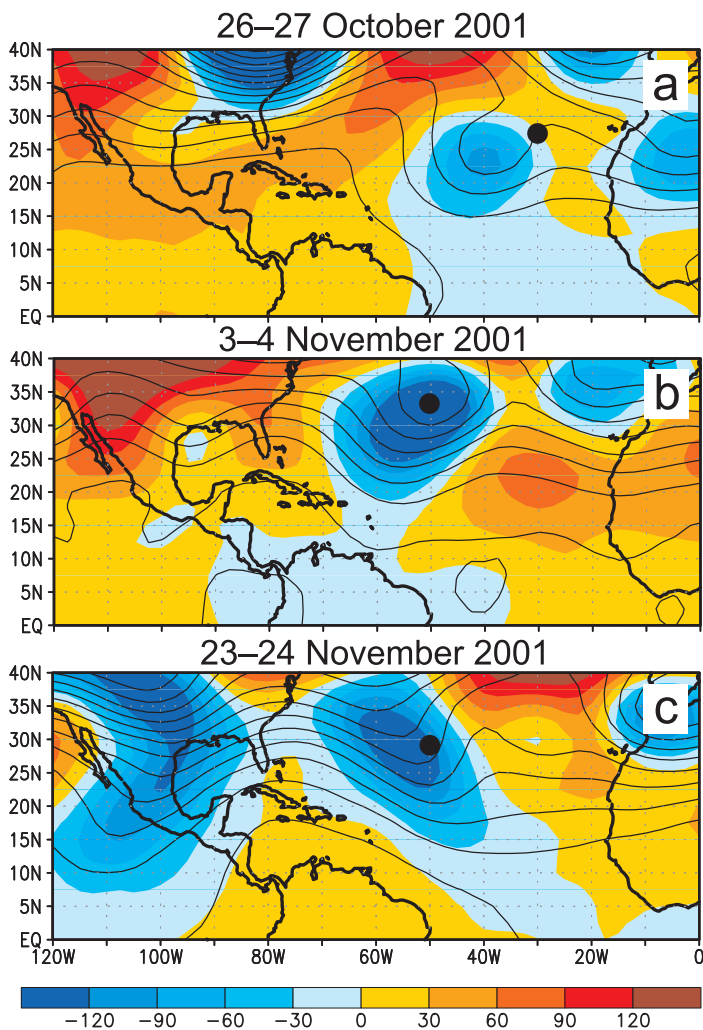 26–27 October 2001
40N
35N
30N
25N
20N
15N
10N
5N
EQ
a
3–4 November 2001
40N
35N
30N
25N
20N
15N
10N
5N
EQ
b
23–24 November 2001
40N
35N
30N
25N
20N
15N
10N
5N
EQ
c
120W 100W 80W 60W 40W 20W 0
−120 −90 −60 −30 0 30 60 90 120